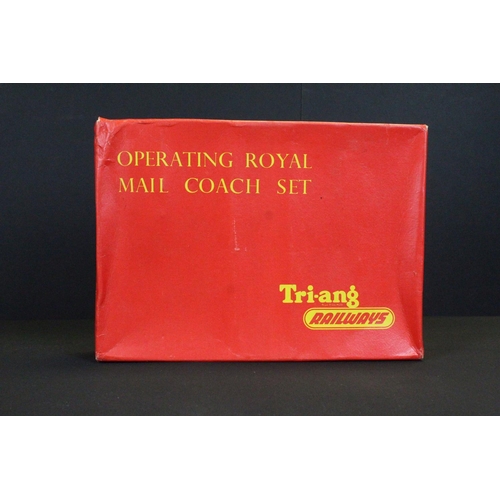 OPERATING ROYAL
MAIL COACH SET
Tri-ang
RAILWAYS